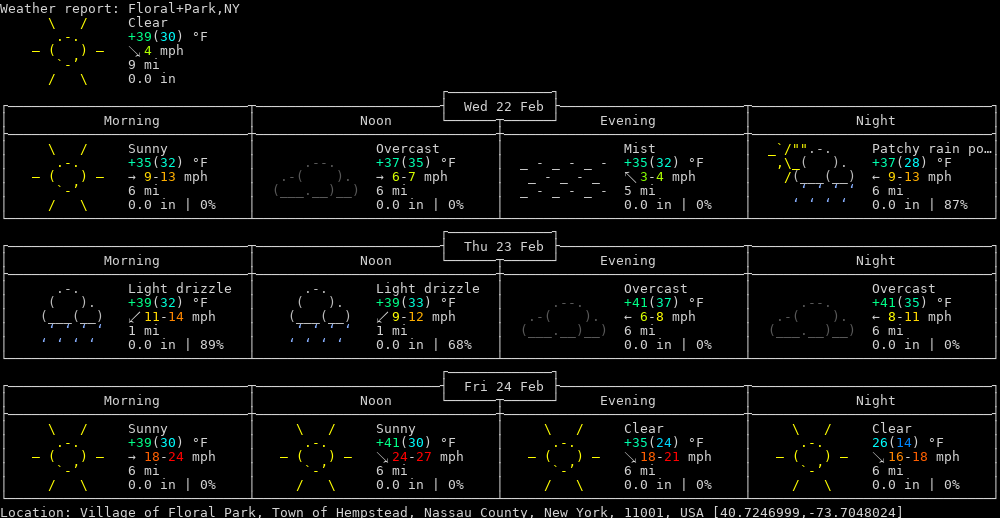 Weather report: Floral+Park,NY
Clear
+39(30) °F
↘ 4 mph
9 mi
0.0 in
Wed 22 Feb
Morning Noon Evening Night
Sunny Overcast Mist Patchy rain po…
+35(32) °F +37(35) °F +35(32) °F +37(28) °F
→ 9-13 mph → 6-7 mph ↖ 3-4 mph ← 9-13 mph
6 mi 6 mi 5 mi 6 mi
0.0 in | 0% 0.0 in | 0% 0.0 in | 0% 0.0 in | 87%
Thu 23 Feb
Morning Noon Evening Night
Light drizzle Light drizzle Overcast Overcast
+39(32) °F +39(33) °F +41(37) °F +41(35) °F
↙ 11-14 mph ↙ 9-12 mph ← 6-8 mph ← 8-11 mph
1 mi 1 mi 6 mi 6 mi
0.0 in | 89% 0.0 in | 68% 0.0 in | 0% 0.0 in | 0%
Fri 24 Feb
Morning Noon Evening Night
Sunny Sunny Clear Clear
+39(30) °F +41(30) °F +35(24) °F 26(14) °F
→ 18-24 mph ↘ 24-27 mph ↘ 18-21 mph ↘ 16-18 mph
6 mi 6 mi 6 mi 6 mi
0.0 in | 0% 0.0 in | 0% 0.0 in | 0% 0.0 in | 0%
Location: Village of Floral Park, Town of Hempstead, Nassau County, New York, 11001, USA [40.7246999,-73.7048024]